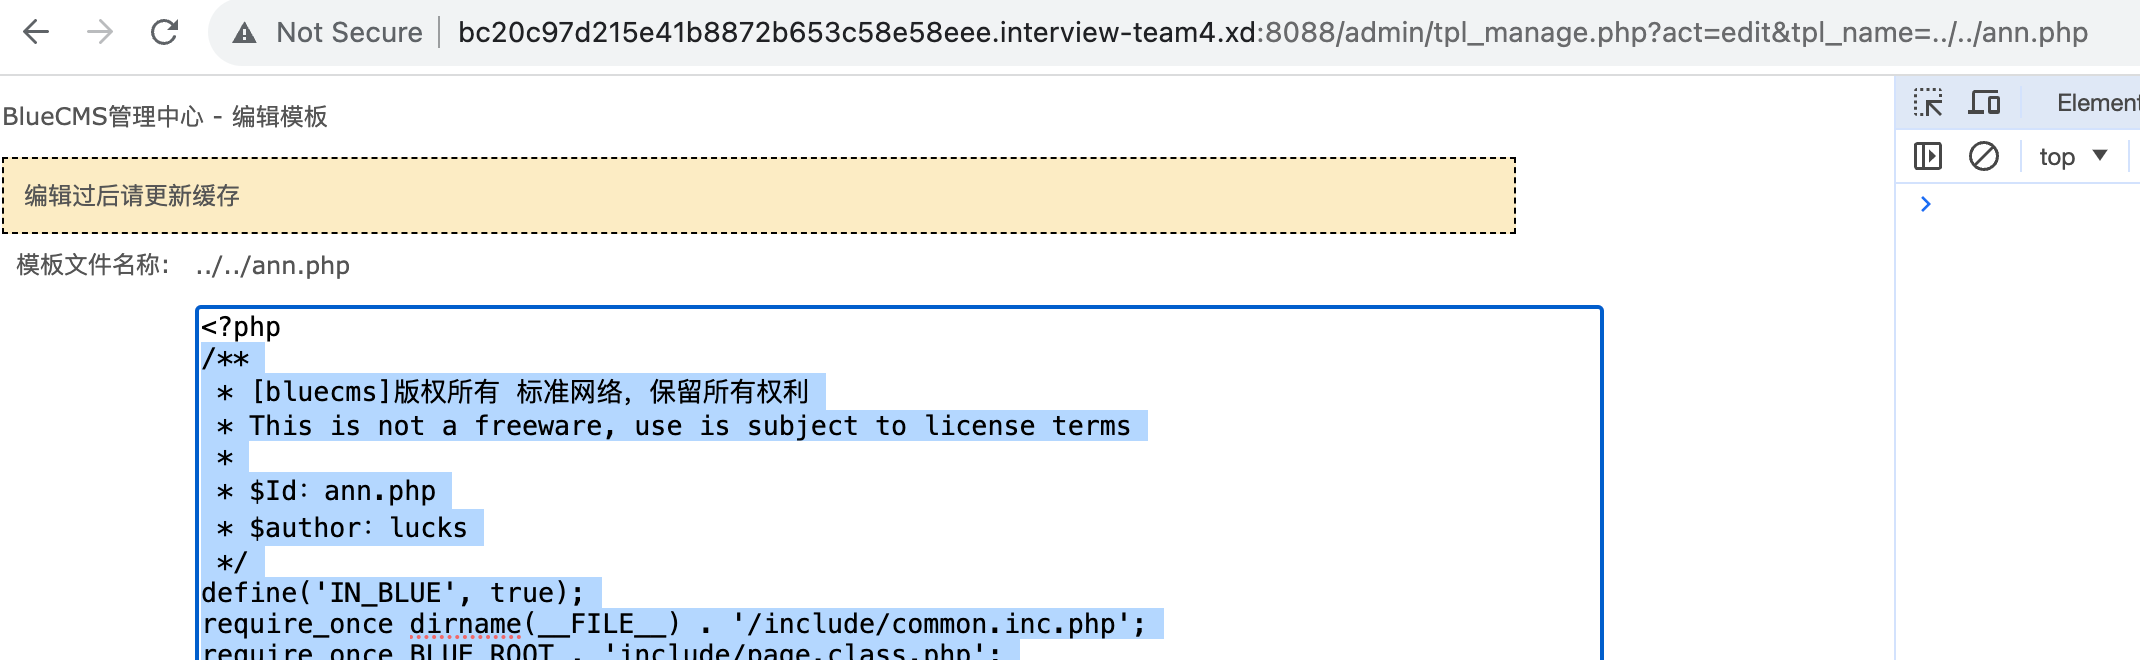 Not Secure bc20c97d215e41b8872b653c58e58eee.interview-team4.xd:8088/admin/tpl_manage.php?act=edit&tpl_name=../../ann.php
BlueCMS管理中心 - 编辑模板
Element
top
编辑过后请更新缓存
模板文件名称: ../../ann.php
<?php
/**
* [bluecms]版权所有 标准网络，保留所有权利
* This is not a freeware, use is subject to license terms
*
* $Id：ann.php
* $author：lucks
*/
define('IN_BLUE', true);
require_once dirname(__FILE__) . '/include/common.inc.php';
require_once BLUE_ROOT . 'include/page.class.php';